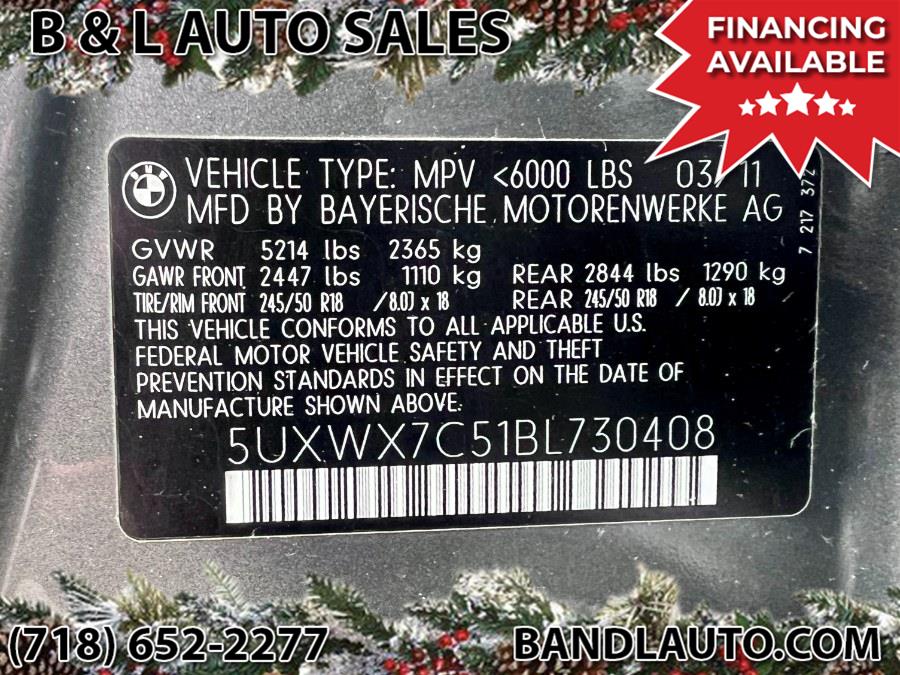 B & L AUTO SALES
FINANCING
AVAILABLE
VEHICLE TYPE: MPV <6000 LBS 03/11
MFD BY BAYERISCHE MOTORENWERKE AG
7 217 372
GVWR 5214 lbs 2365 kg
GAWR FRONT 2447 lbs 1110 kg REAR 2844 lbs 1290 kg
TIRE/RIM FRONT 245/50 R18 /8.0J x 18 REAR 245/50 R18 / 8.0J x 18
THIS VEHICLE CONFORMS TO ALL APPLICABLE U.S.
FEDERAL MOTOR VEHICLE SAFETY AND THEFT
PREVENTION STANDARDS IN EFFECT ON THE DATE OF
MANUFACTURE SHOWN ABOVE.
5UXWX7C51BL730408
(718) 652-2277
BANDLAUTO.COM